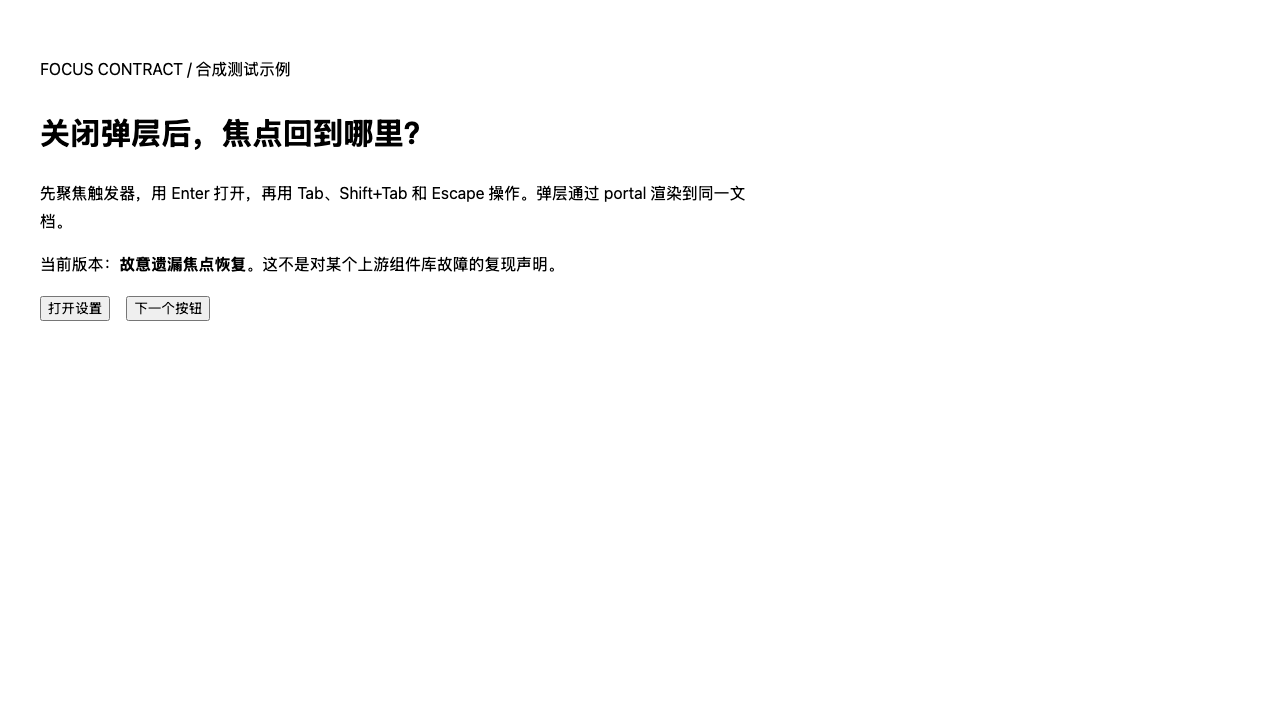 FOCUS CONTRACT / 合成测试示例
关闭弹层后，焦点回到哪里？
先聚焦触发器，用 Enter 打开，再用 Tab、Shift+Tab 和 Escape 操作。弹层通过 portal 渲染到同一文
档。
当前版本：故意遗漏焦点恢复。这不是对某个上游组件库故障的复现声明。
打开设置 下一个按钮